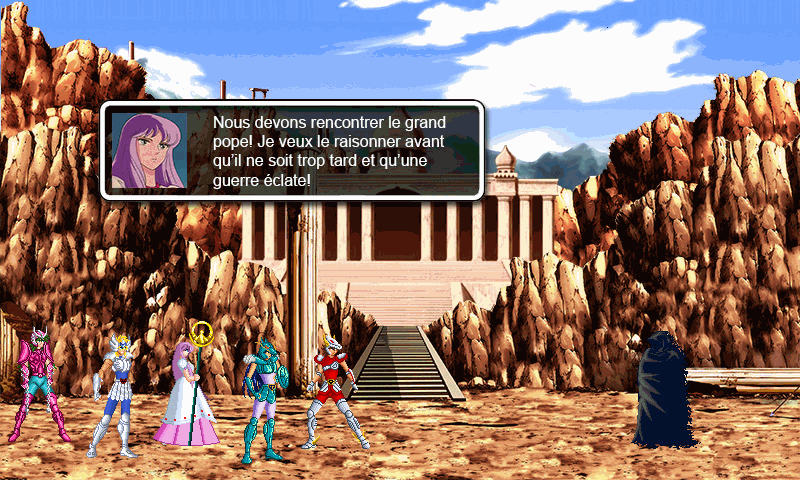 Nous devons rencontrer le grand
pope! Je veux le raisonner avant
qu'il ne soit trop tard et qu'une
guerre éclate!